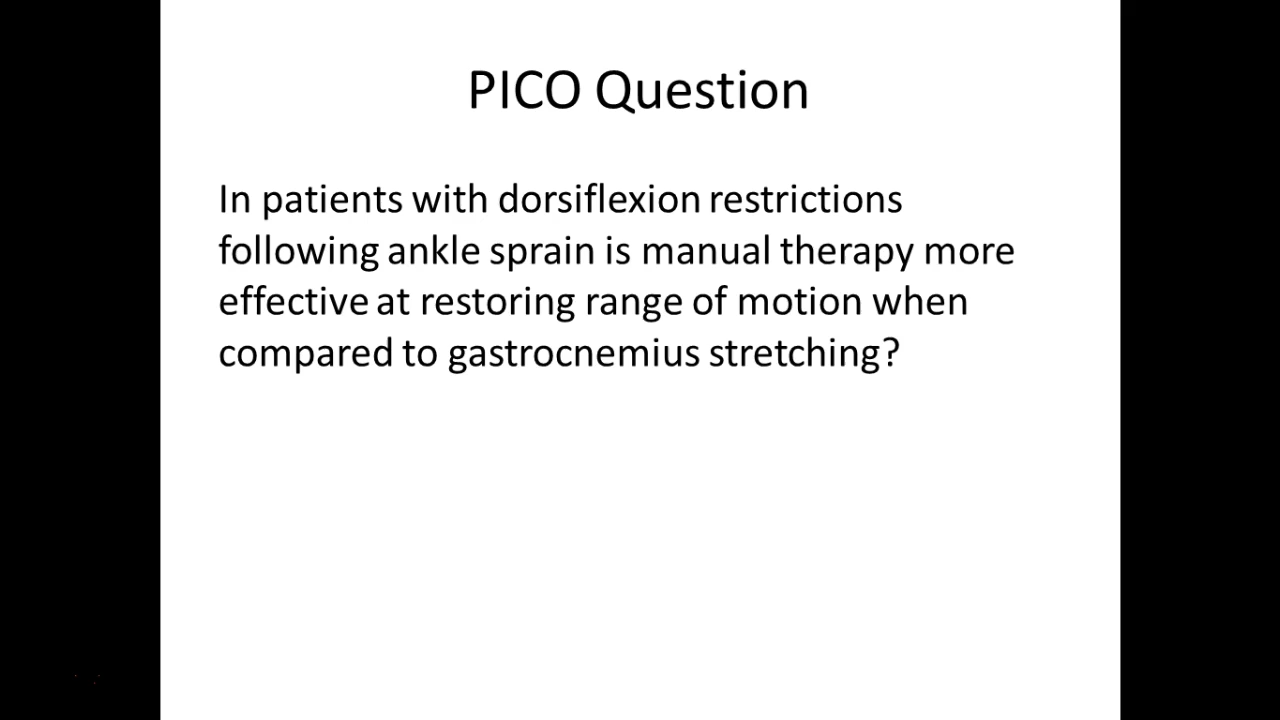 PICO Question
In patients with dorsiflexion restrictions
following ankle sprain is manual therapy more
effective at restoring range of motion when
compared to gastrocnemius stretching?